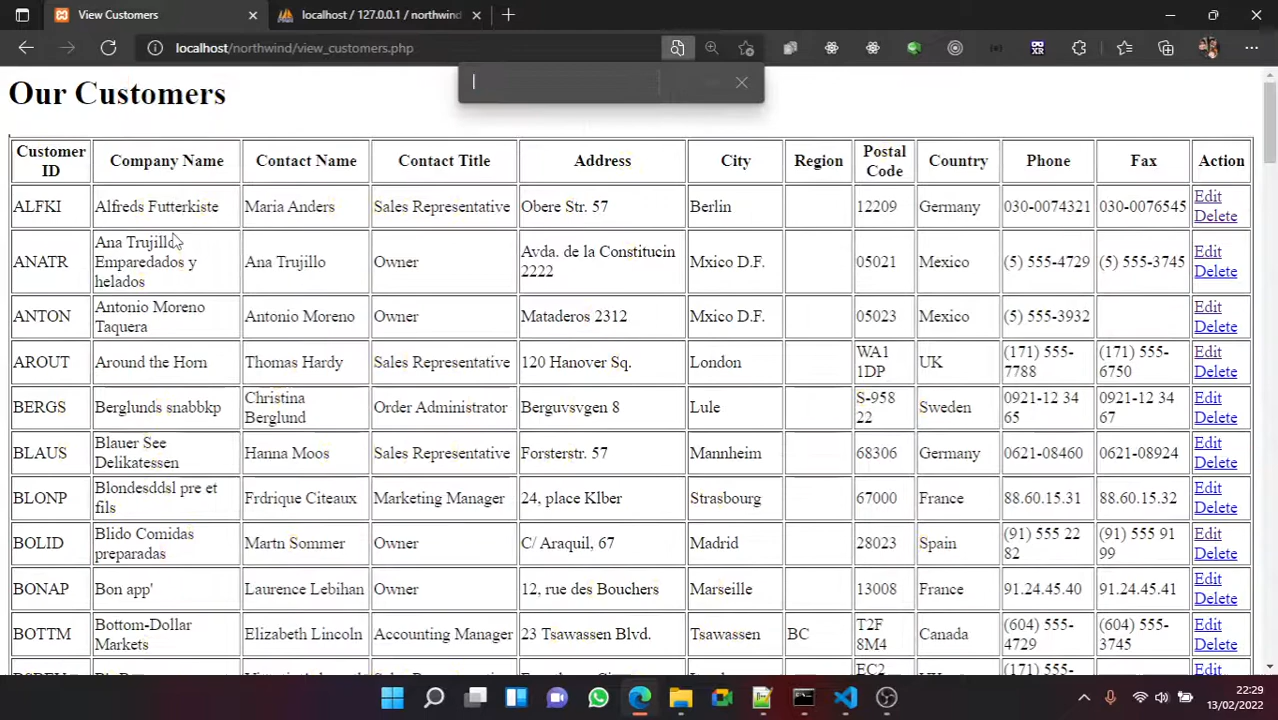 View Customers
localhost / 127.0.0.1 / northwind
localhost/northwind/view_customers.php
Our Customers
Customer ID Company Name Contact Name Contact Title Address City Region Postal Code Country Phone Fax Action
ALFKI Alfreds Futterkiste Maria Anders Sales Representative Obere Str. 57 Berlin 12209 Germany 030-0074321 030-0076545 Edit Delete
ANATR Ana Trujillo Emparedados y helados Ana Trujillo Owner Avda. de la Constitucin 2222 Mxico D.F. 05021 Mexico (5) 555-4729 (5) 555-3745 Edit Delete
ANTON Antonio Moreno Taquera Antonio Moreno Owner Mataderos 2312 Mxico D.F. 05023 Mexico (5) 555-3932 Edit Delete
AROUT Around the Horn Thomas Hardy Sales Representative 120 Hanover Sq. London WA1 1DP UK (171) 555-7788 (171) 555-6750 Edit Delete
BERGS Berglunds snabbkp Christina Berglund Order Administrator Berguvsvgen 8 Lule S-958 22 Sweden 0921-12 34 65 0921-12 34 67 Edit Delete
BLAUS Blauer See Delikatessen Hanna Moos Sales Representative Forsterstr. 57 Mannheim 68306 Germany 0621-08460 0621-08924 Edit Delete
BLONP Blondesddsl pre et fils Frdrique Citeaux Marketing Manager 24, place Klber Strasbourg 67000 France 88.60.15.31 88.60.15.32 Edit Delete
BOLID Blido Comidas preparadas Martn Sommer Owner C/ Araquil, 67 Madrid 28023 Spain (91) 555 22 82 (91) 555 91 99 Edit Delete
BONAP Bon app' Laurence Lebihan Owner 12, rue des Bouchers Marseille 13008 France 91.24.45.40 91.24.45.41 Edit Delete
BOTTM Bottom-Dollar Markets Elizabeth Lincoln Accounting Manager 23 Tsawassen Blvd. Tsawassen BC T2F 8M4 Canada (604) 555-4729 (604) 555-3745 Edit Delete
EC2 (171) 555- Edit
22:29
13/02/2022